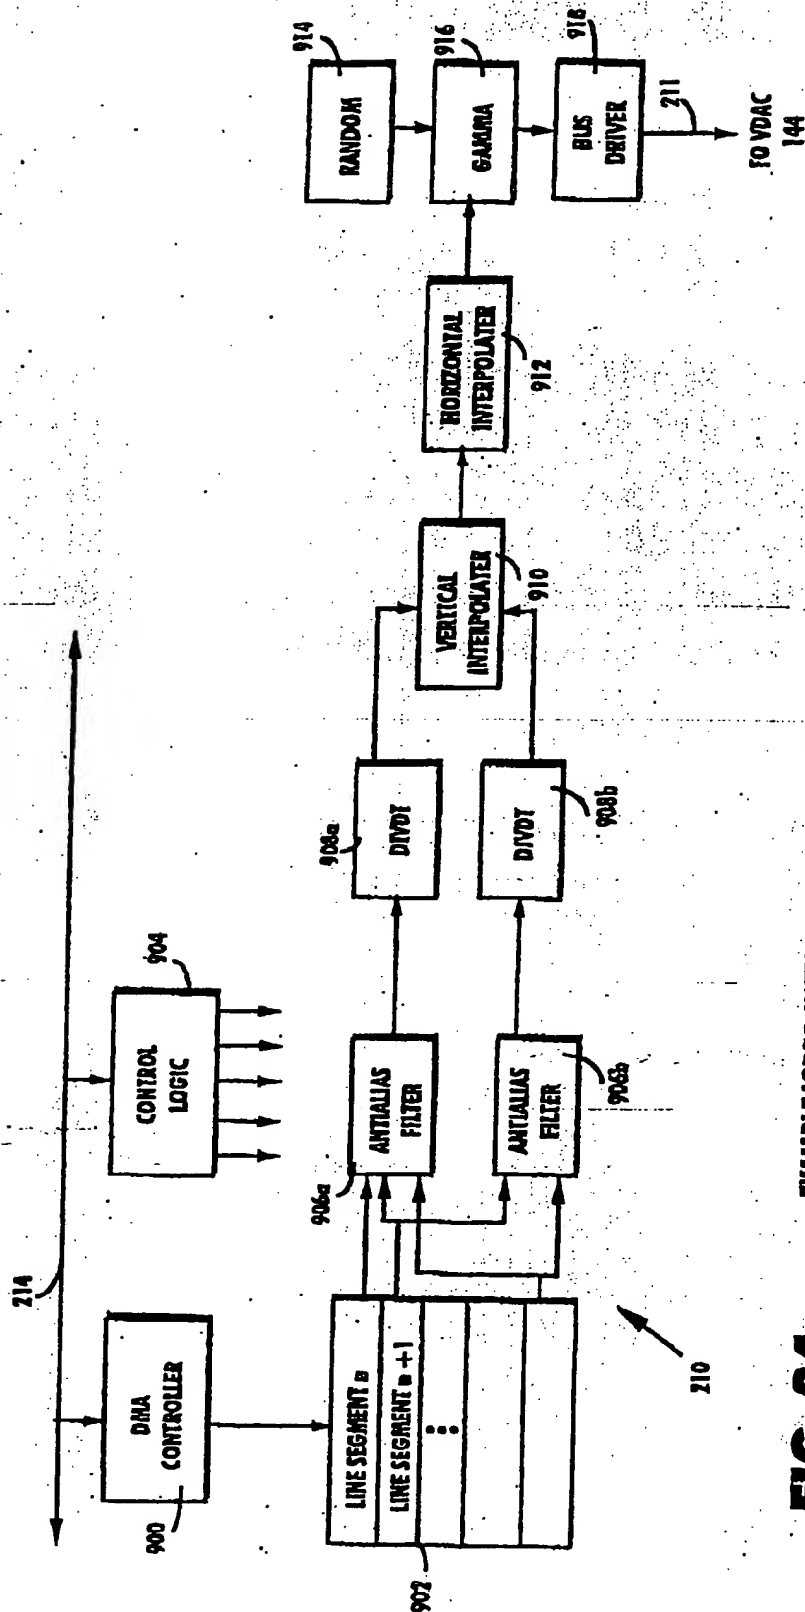 214
DMA
CONTROLLER
900
CONTROL
LOGIC
904
LINE SEGMENT n
LINE SEGMENT n + 1
902
210
906a
ANTIALIAS
FILTER
ANTIALIAS
FILTER
906b
908a
DIVDT
DIVDT
908b
VERTICAL
INTERPOLATER
910
HORIZONTAL
INTERPOLATER
912
RANDOM
914
GAMMA
916
BUS
DRIVER
918
211
TO VDAC
144